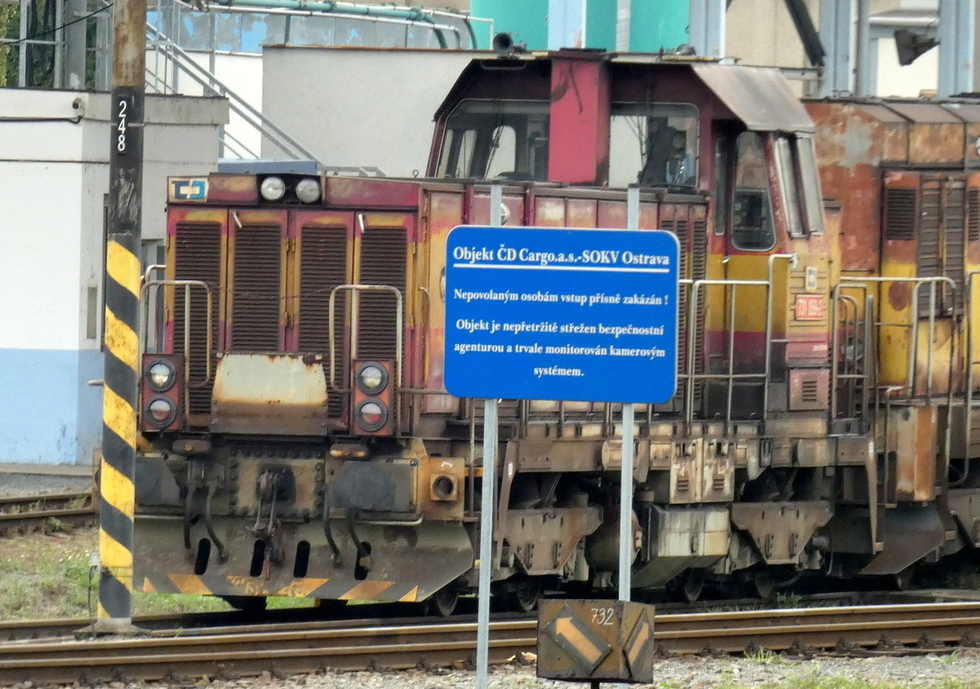 248
Objekt ČD Cargo.a.s.-SOKV Ostrava
Nepovolaným osobám vstup přísně zakázán !
Objekt je nepřetržitě střežen bezpečnostní
agenturou a trvale monitorován kamerovým
systémem.
732